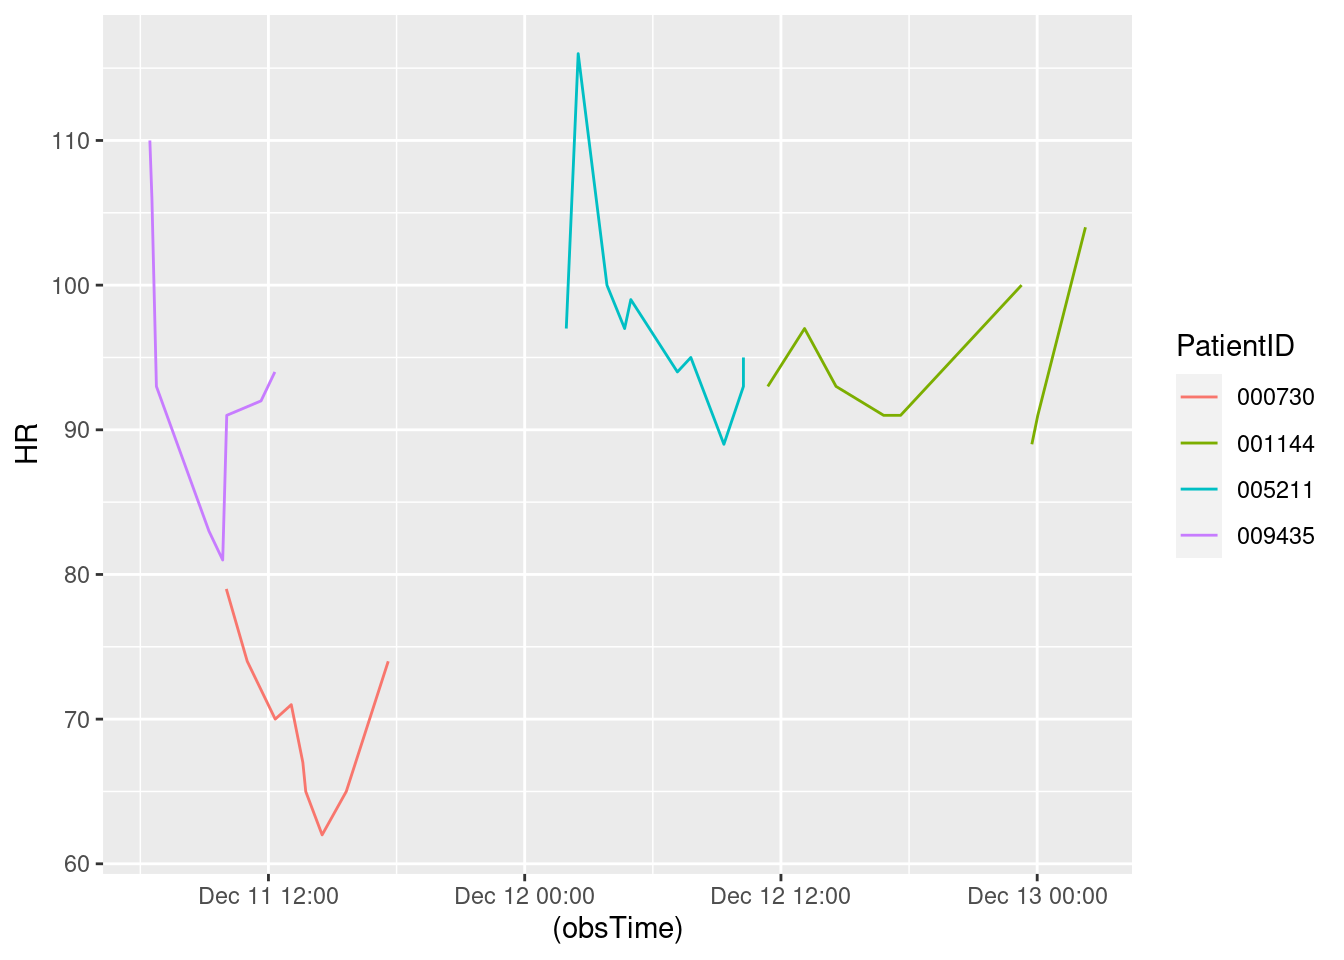 110
100
90
80
70
60
HR
Dec 11 12:00
Dec 12 00:00
Dec 12 12:00
Dec 13 00:00
(obsTime)
PatientID
000730
001144
005211
009435